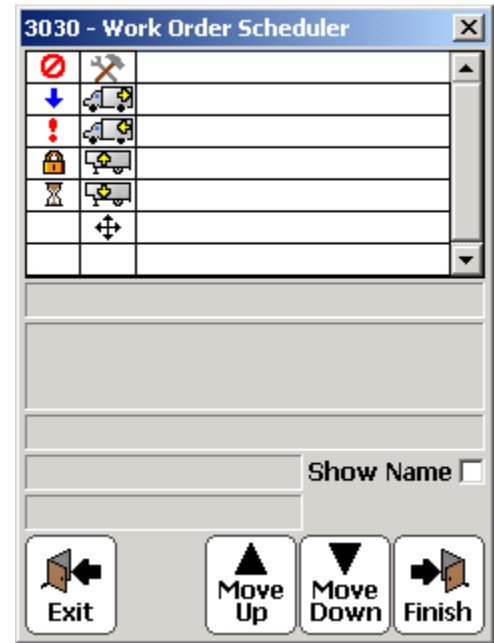 3030 - Work Order Scheduler
Show Name
Exit
Move
Up
Move
Down
Finish